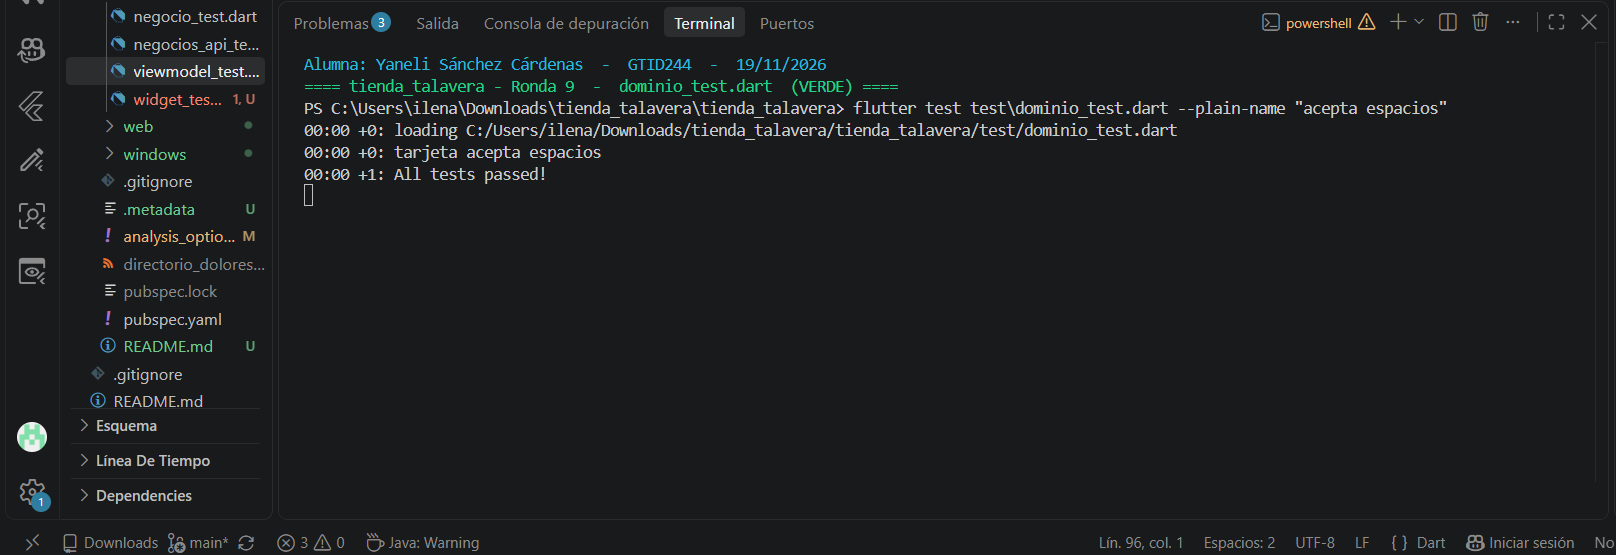 negocio_test.dart
negocios_api_te...
viewmodel_test....
widget_tes... 1, U
web
windows
.gitignore
.metadata U
analysis_optio... M
directorio_dolores...
pubspec.lock
pubspec.yaml
README.md U
.gitignore
README.md
Esquema
Línea De Tiempo
Dependencies
1
Problemas 3 Salida Consola de depuración Terminal Puertos
powershell
Alumna: Yaneli Sánchez Cárdenas - GTID244 - 19/11/2026
==== tienda_talavera - Ronda 9 - dominio_test.dart (VERDE) ====
PS C:\Users\ilena\Downloads\tienda_talavera\tienda_talavera> flutter test test\dominio_test.dart --plain-name "acepta espacios"
00:00 +0: loading C:/Users/ilena/Downloads/tienda_talavera/tienda_talavera/test/dominio_test.dart
00:00 +0: tarjeta acepta espacios
00:00 +1: All tests passed!
Downloads main* 3 0 Java: Warning Lín. 96, col. 1 Espacios: 2 UTF-8 LF { } Dart Iniciar sesión No